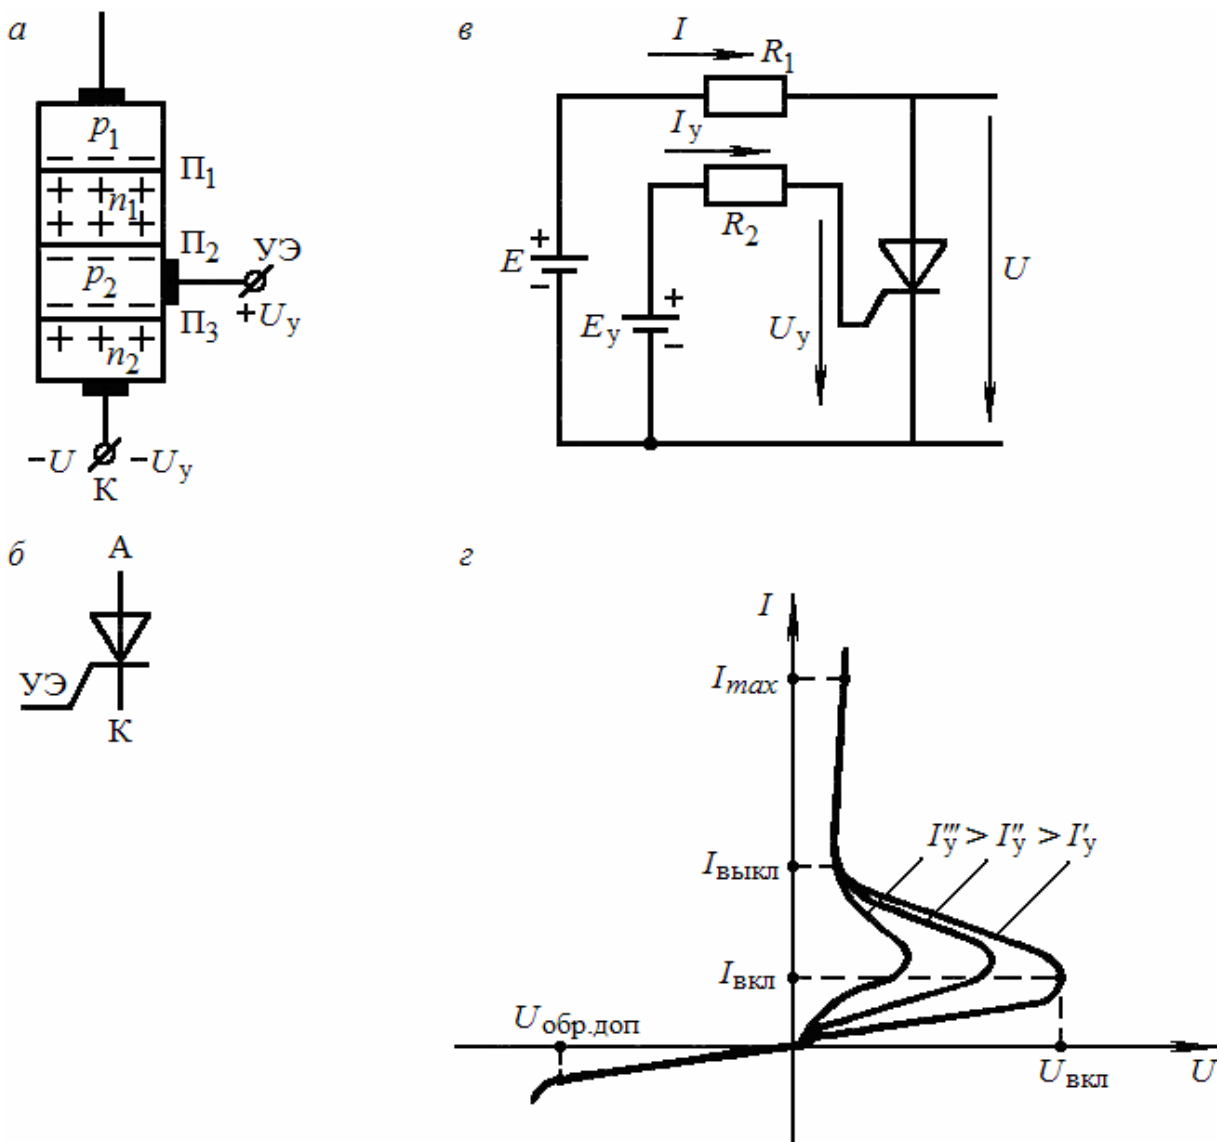 а
p1
– – – –
П1
+ + +
n1
+ + +
П2
УЭ
– – – –
p2
– – – –
+Uу
П3
+ + +
n2
–U
–Uу
К
в
I
R1
Iу
R2
E
+
–
Eу
+
–
Uу
U
б
А
УЭ
К
г
I
Imax
I‴у > I″у > I′у
Iвыкл
Iвкл
Uобр.доп
Uвкл
U